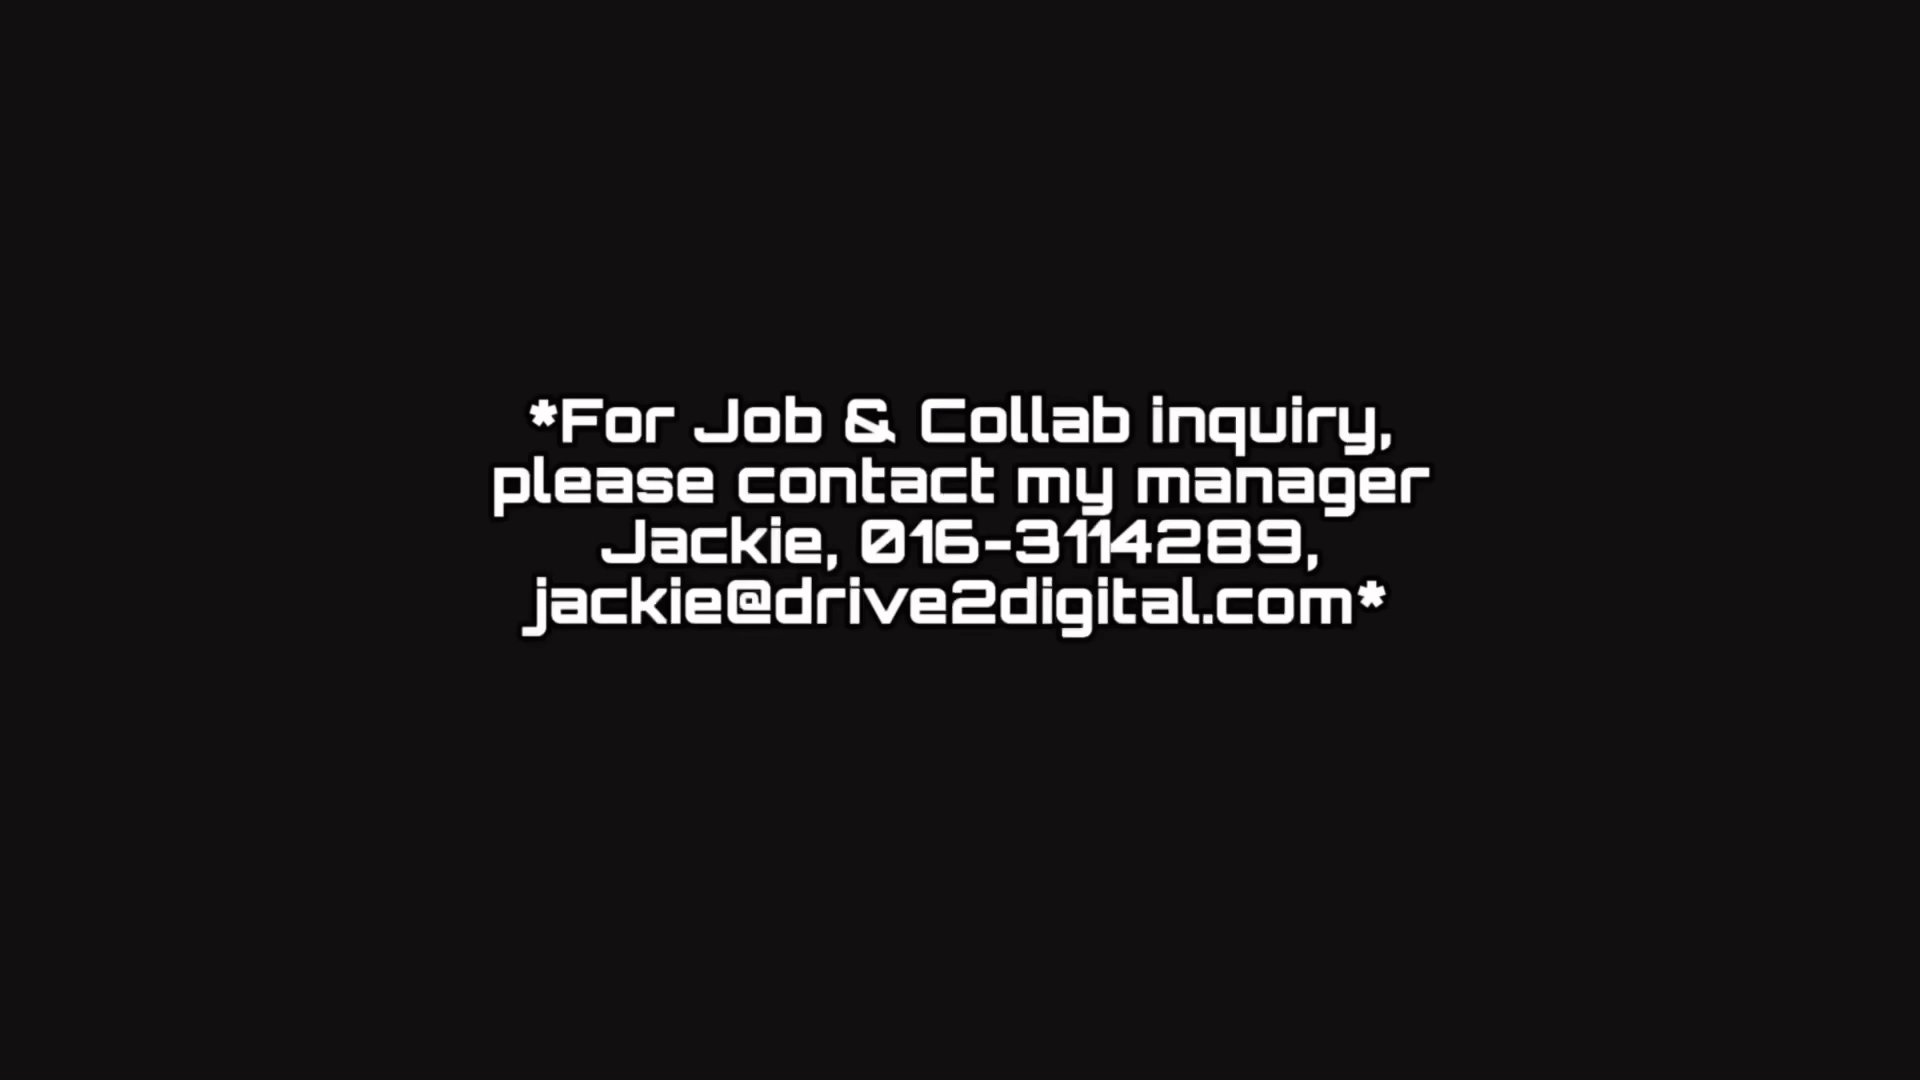 *For Job & Collab inquiry,
please contact my manager
Jackie, 016-3114289,
jackie@drive2digital.com*